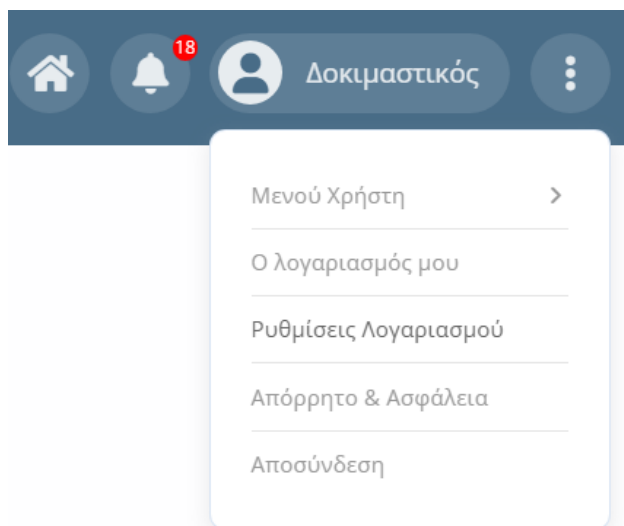 18
Δοκιμαστικός
Μενού Χρήστη
Ο λογαριασμός μου
Ρυθμίσεις Λογαριασμού
Απόρρητο & Ασφάλεια
Αποσύνδεση